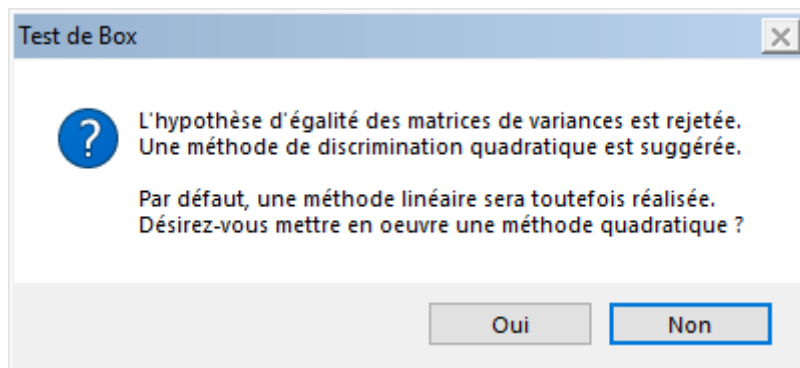 Test de Box
L'hypothèse d'égalité des matrices de variances est rejetée.
Une méthode de discrimination quadratique est suggérée.
Par défaut, une méthode linéaire sera toutefois réalisée.
Désirez-vous mettre en oeuvre une méthode quadratique ?
Oui
Non